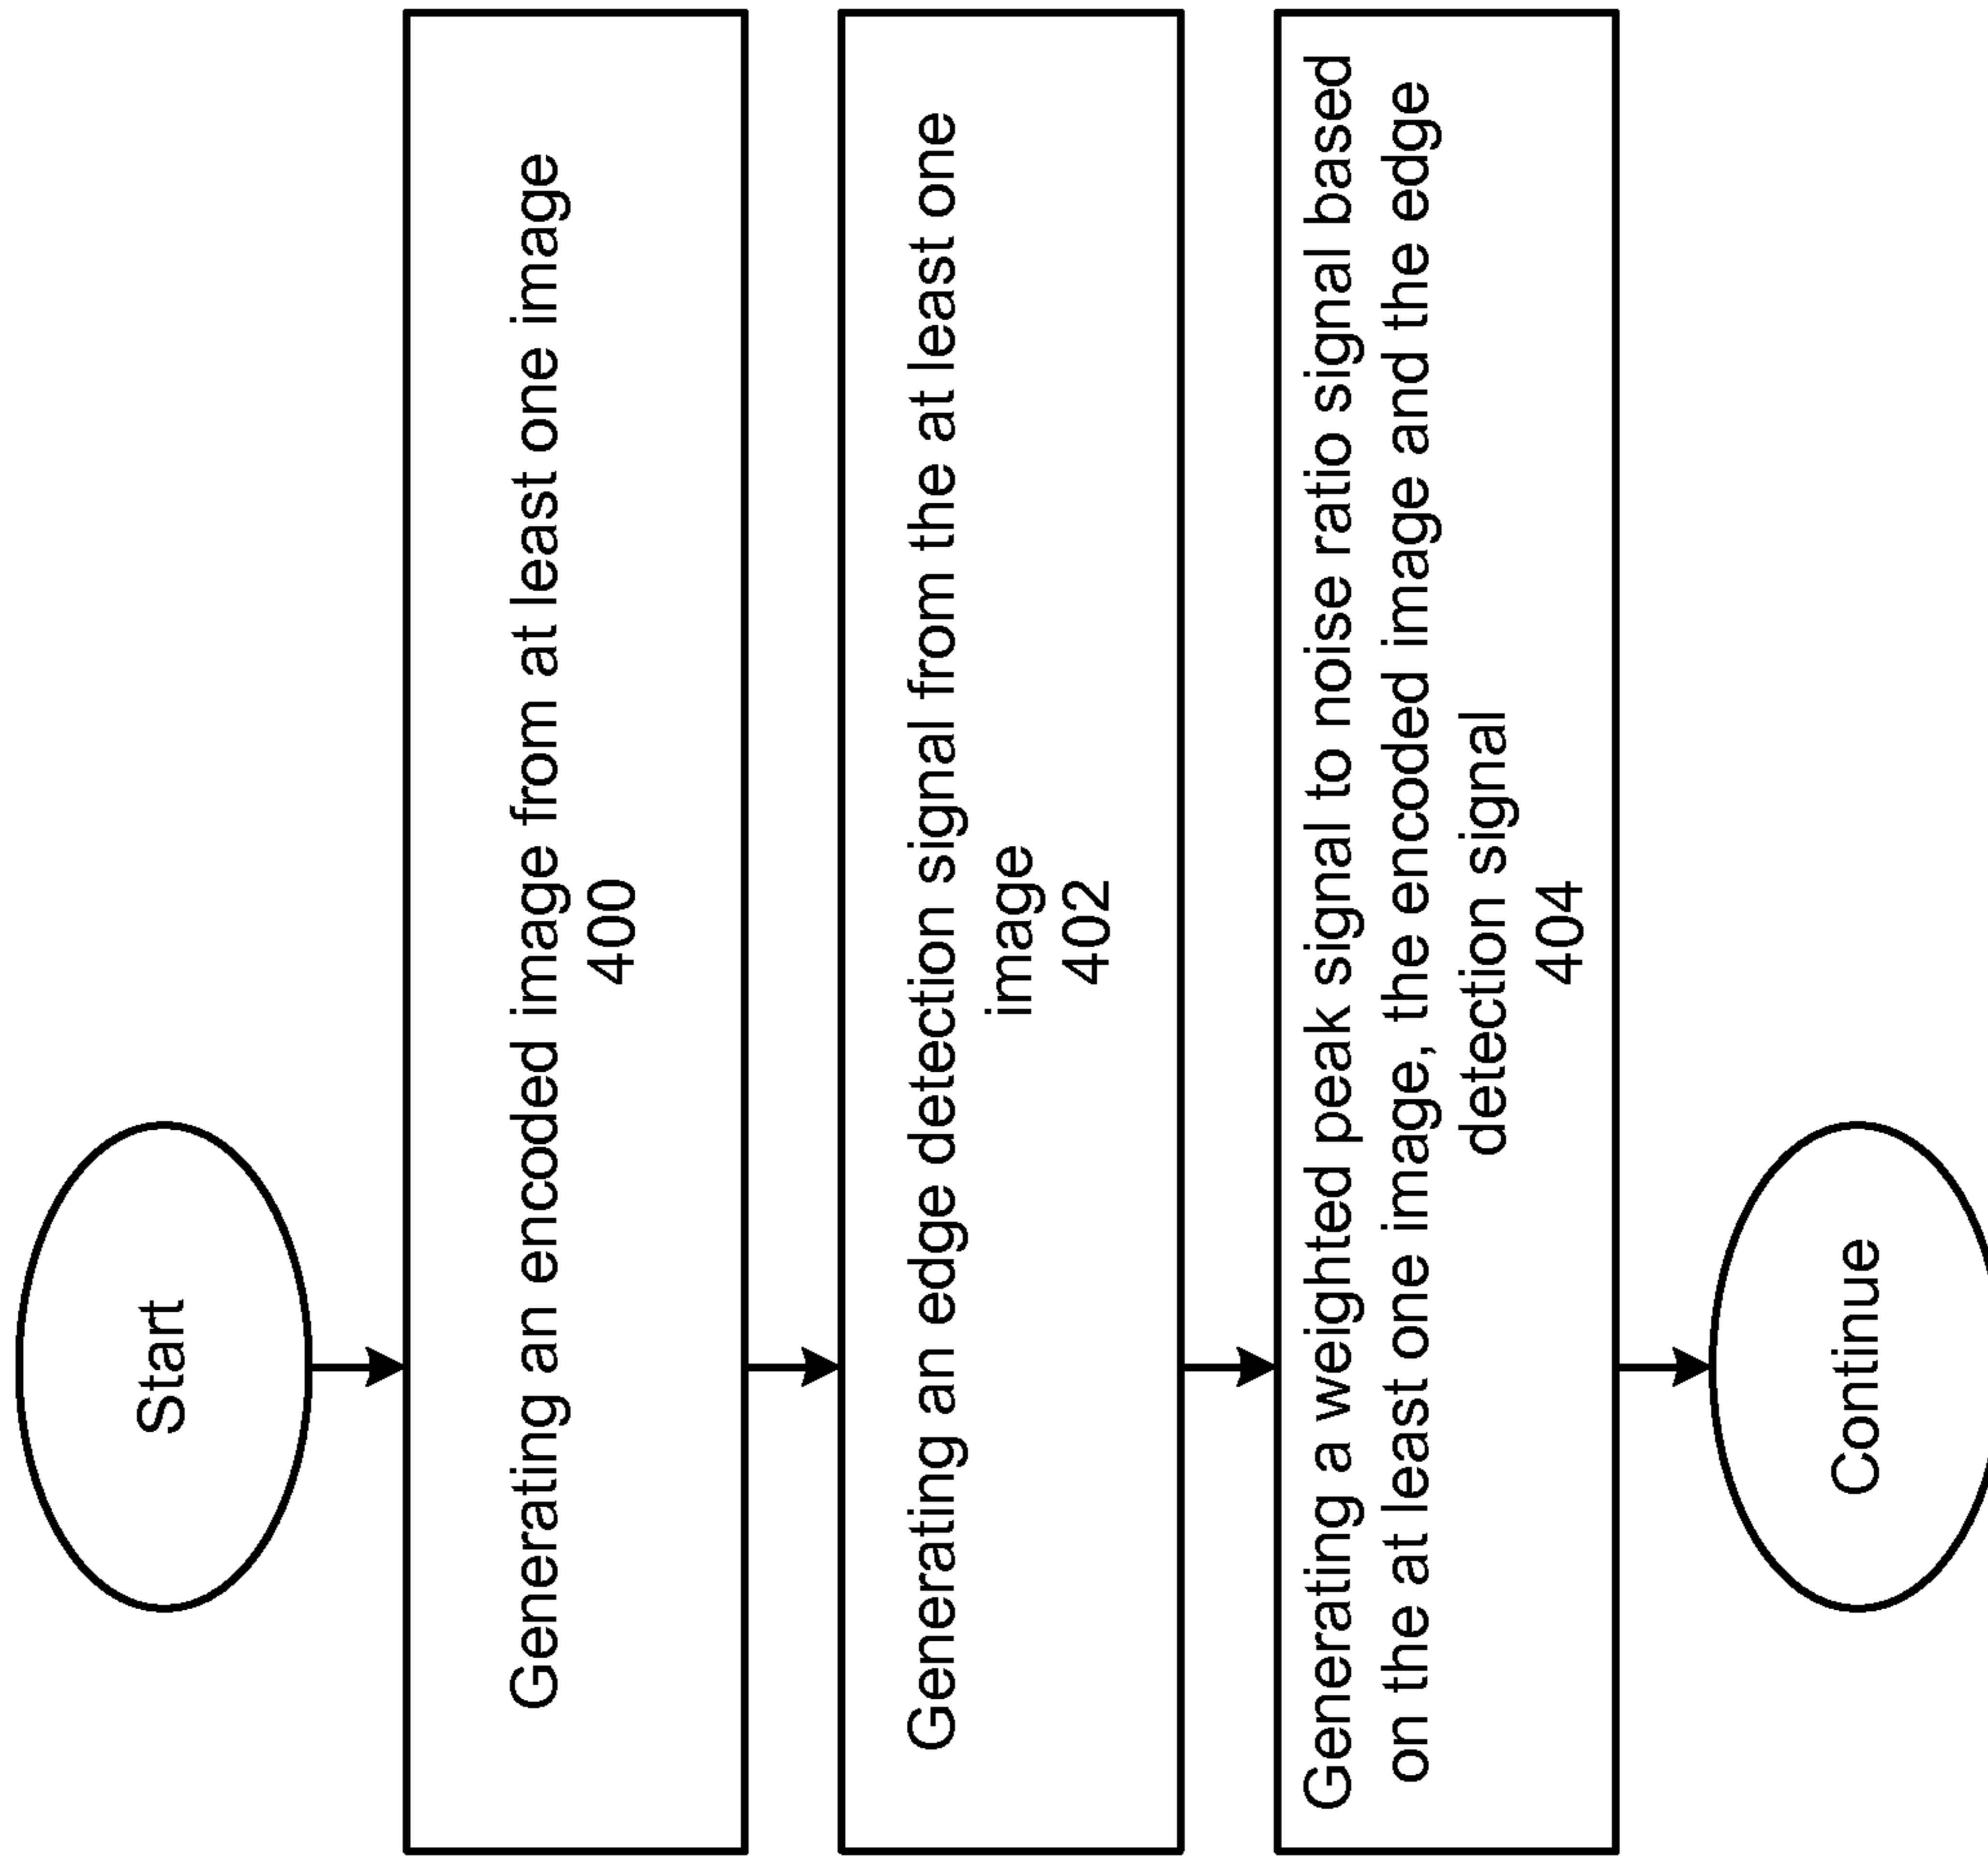 Start
Generating an encoded image from at least one image
400
Generating an edge detection signal from the at least one
image
402
Generating a weighted peak signal to noise ratio signal based
on the at least one image, the encoded image and the edge
detection signal
404
Continue